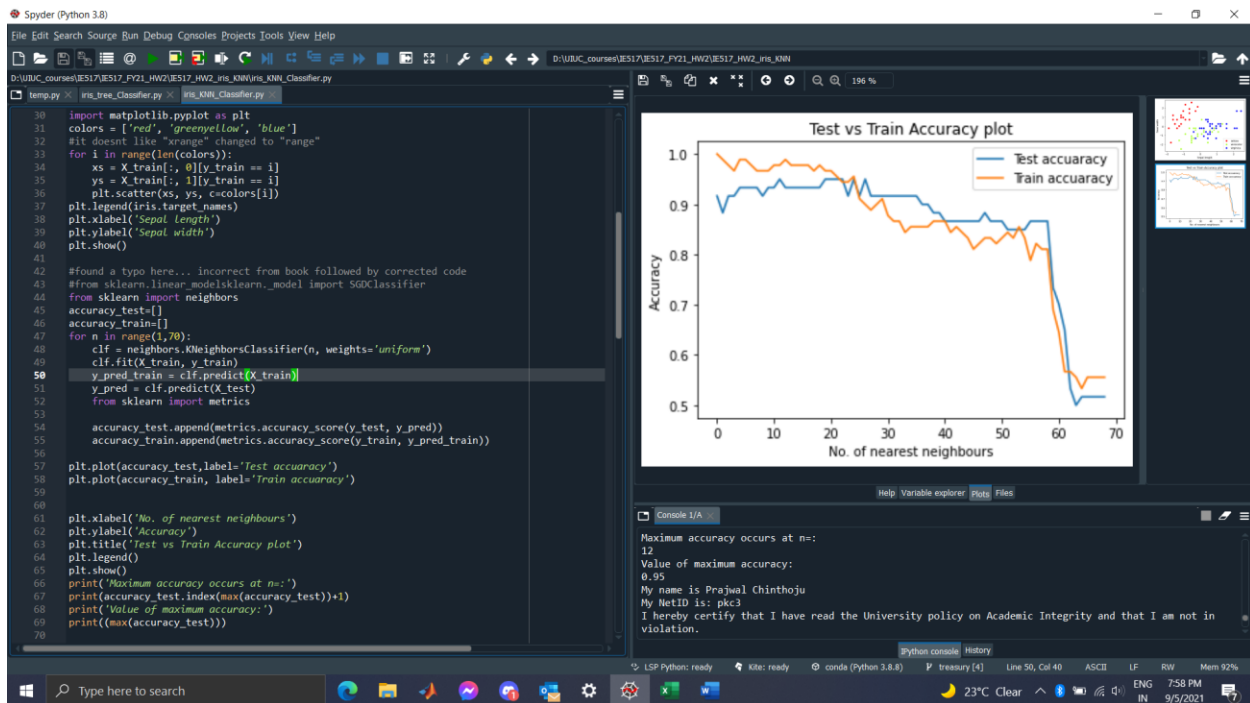 Spyder (Python 3.8)
File Edit Search Source Run Debug Consoles Projects Tools View Help
D:\UIUC_courses\IE517\IE517_FY21_HW2\IE517_HW2_iris_KNN
D:\UIUC_courses\IE517\IE517_FY21_HW2\IE517_HW2_iris_KNN\iris_KNN_Classifier.py
temp.py
iris_tree_Classifier.py
iris_KNN_Classifier.py
30 import matplotlib.pyplot as plt
31 colors = ['red', 'greenyellow', 'blue']
32 #it doesnt like "xrange" changed to "range"
33 for i in range(len(colors)):
34     xs = X_train[:, 0][y_train == i]
35     ys = X_train[:, 1][y_train == i]
36     plt.scatter(xs, ys, c=colors[i])
37 plt.legend(iris.target_names)
38 plt.xlabel('Sepal length')
39 plt.ylabel('Sepal width')
40 plt.show()
41
42 #found a typo here... incorrect from book followed by corrected code
43 #from sklearn.linear_modelsklearn._model import SGDClassifier
44 from sklearn import neighbors
45 accuracy_test=[]
46 accuracy_train=[]
47 for n in range(1,70):
48     clf = neighbors.KNeighborsClassifier(n, weights='uniform')
49     clf.fit(X_train, y_train)
50     y_pred_train = clf.predict(X_train)
51     y_pred = clf.predict(X_test)
52     from sklearn import metrics
53
54     accuracy_test.append(metrics.accuracy_score(y_test, y_pred))
55     accuracy_train.append(metrics.accuracy_score(y_train, y_pred_train))
56
57 plt.plot(accuracy_test,label='Test accuaracy')
58 plt.plot(accuracy_train, label='Train accuaracy')
59
60
61 plt.xlabel('No. of nearest neighbours')
62 plt.ylabel('Accuracy')
63 plt.title('Test vs Train Accuracy plot')
64 plt.legend()
65 plt.show()
66 print('Maximum accuracy occurs at n=:')
67 print(accuracy_test.index(max(accuracy_test))+1)
68 print('Value of maximum accuracy:')
69 print((max(accuracy_test)))
70
196 %
Test vs Train Accuracy plot
Test accuaracy
Train accuaracy
1.0
0.9
0.8
0.7
0.6
0.5
Accuracy
0 10 20 30 40 50 60 70
No. of nearest neighbours
Help Variable explorer Plots Files
Console 1/A
Maximum accuracy occurs at n=:
12
Value of maximum accuracy:
0.95
My name is Prajwal Chinthoju
My NetID is: pkc3
I hereby certify that I have read the University policy on Academic Integrity and that I am not in
violation.
IPython console History
LSP Python: ready Kite: ready conda (Python 3.8.8) treasury [4] Line 50, Col 40 ASCII LF RW Mem 92%
Type here to search
23°C Clear
ENG
IN
7:58 PM
9/5/2021
7